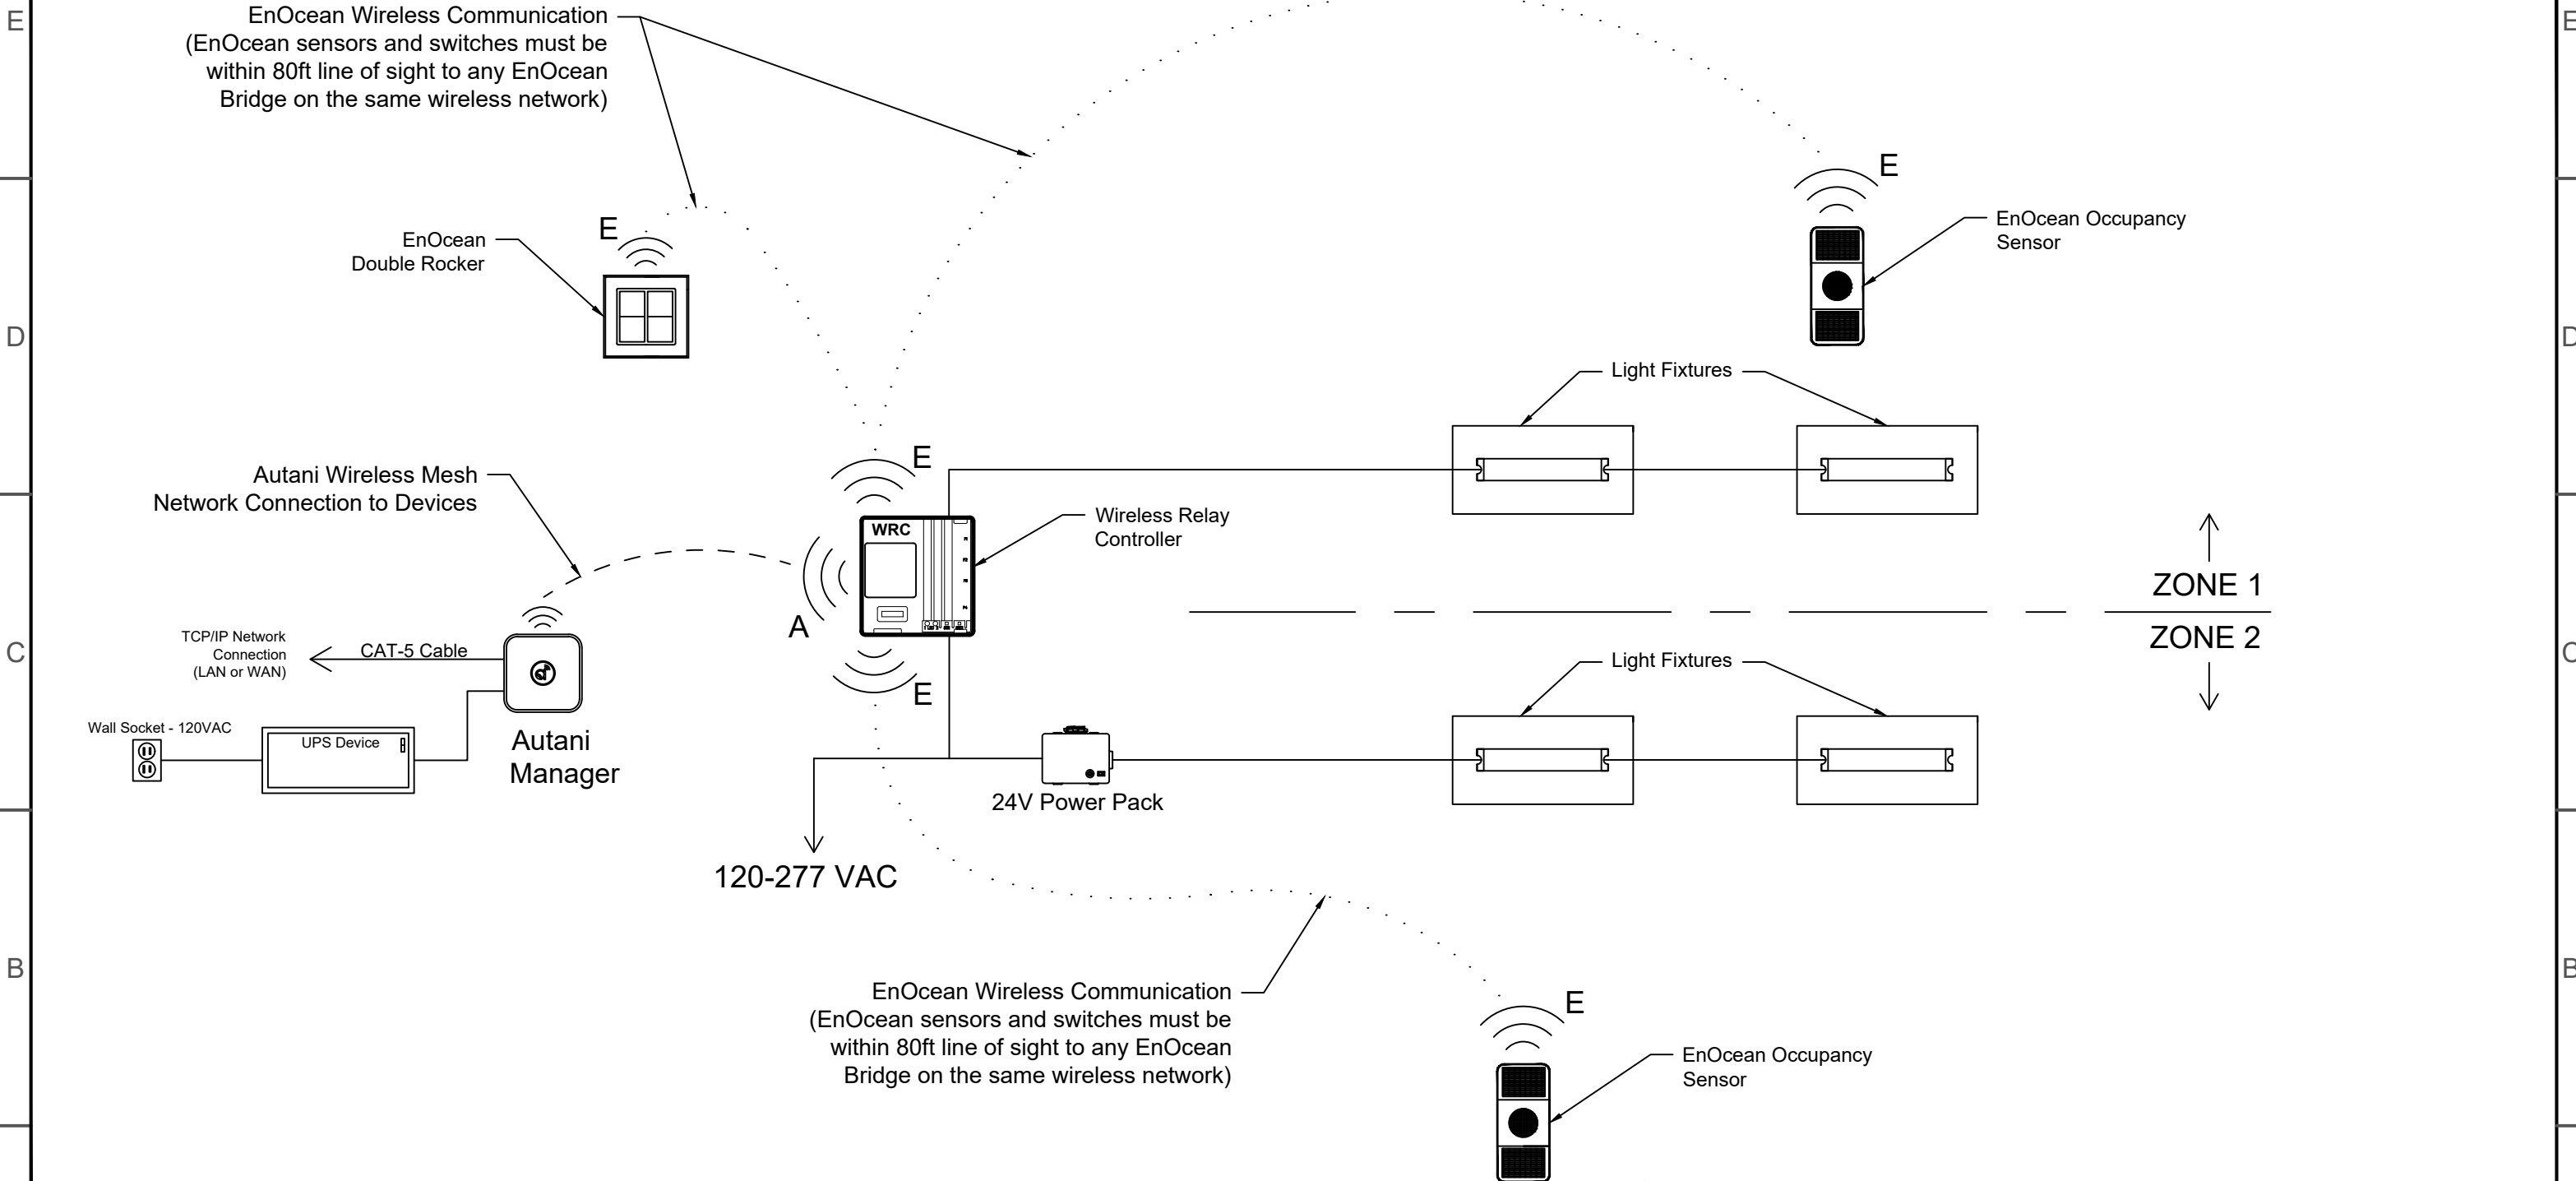 E
E
EnOcean Wireless Communication
(EnOcean sensors and switches must be
within 80ft line of sight to any EnOcean
Bridge on the same wireless network)
E
EnOcean Occupancy
Sensor
E
EnOcean
Double Rocker
D
D
Light Fixtures
E
Autani Wireless Mesh
Network Connection to Devices
WRC
Wireless Relay
Controller
A
ZONE 1
ZONE 2
TCP/IP Network
Connection
(LAN or WAN)
CAT-5 Cable
C
C
Light Fixtures
E
Wall Socket - 120VAC
UPS Device
Autani
Manager
24V Power Pack
120-277 VAC
B
B
EnOcean Wireless Communication
(EnOcean sensors and switches must be
within 80ft line of sight to any EnOcean
Bridge on the same wireless network)
E
EnOcean Occupancy
Sensor